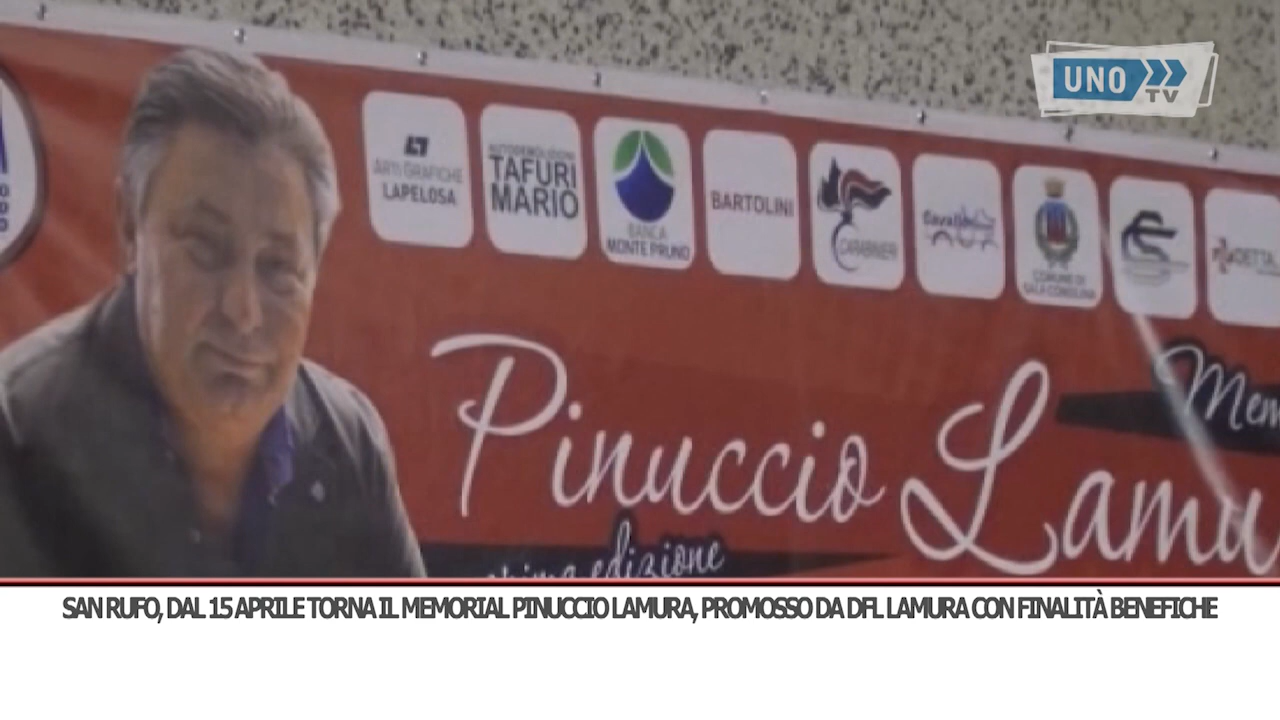 UNO TV
ARTI GRAFICHE
LAPELOSA
AUTODEMOLIZIONI
TAFURI
MARIO
BANCA
MONTE PRUNO
BARTOLINI
CARABINIERI
COMUNE DI
SALA CONSILINA
Pinuccio Lamu
edizione
SAN RUFO, DAL 15 APRILE TORNA IL MEMORIAL PINUCCIO LAMURA, PROMOSSO DA DFL LAMURA CON FINALITÀ BENEFICHE